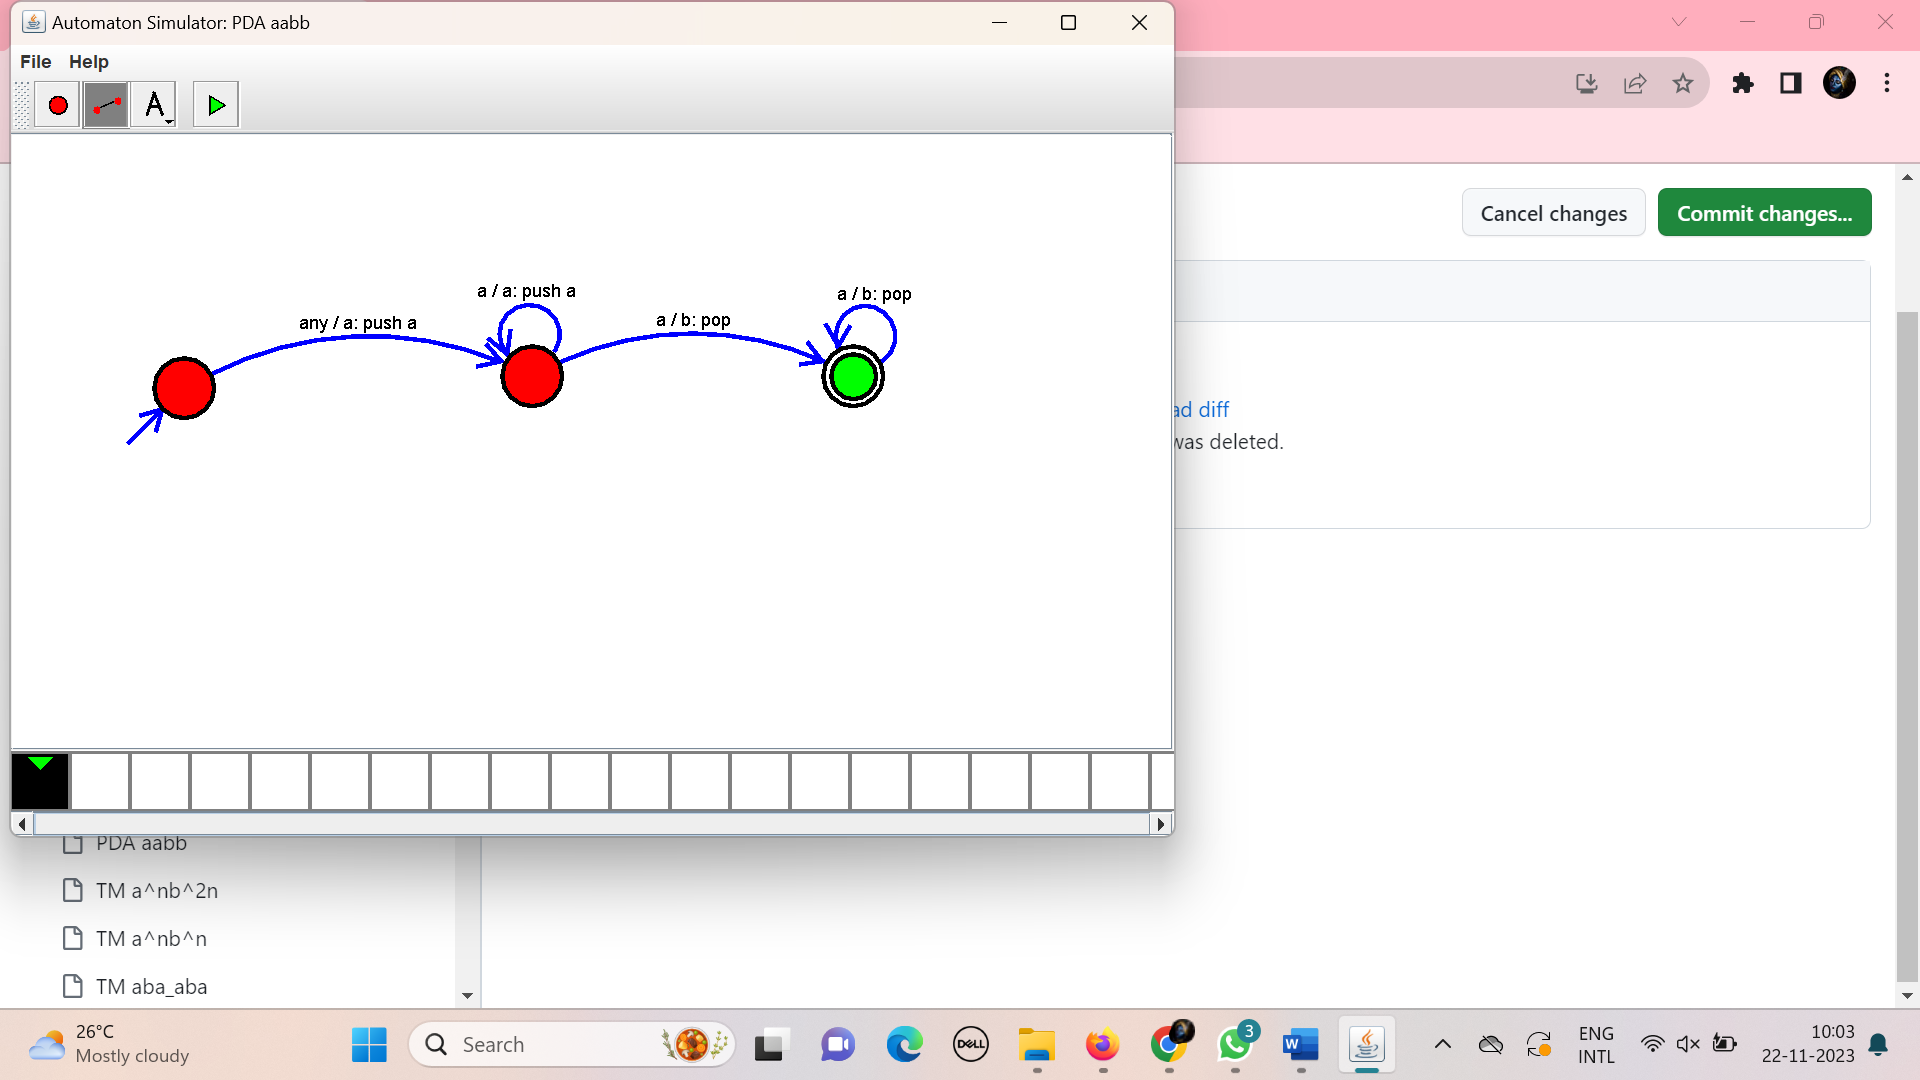 Automaton Simulator: PDA aabb
File Help
A
Cancel changes
Commit changes...
a / a: push a
a / b: pop
any / a: push a
a / b: pop
ad diff
was deleted.
PDA aabb
TM a^nb^2n
TM a^nb^n
TM aba_aba
26°C
Mostly cloudy
Search
DELL
3
W
ENG
INTL
10:03
22-11-2023